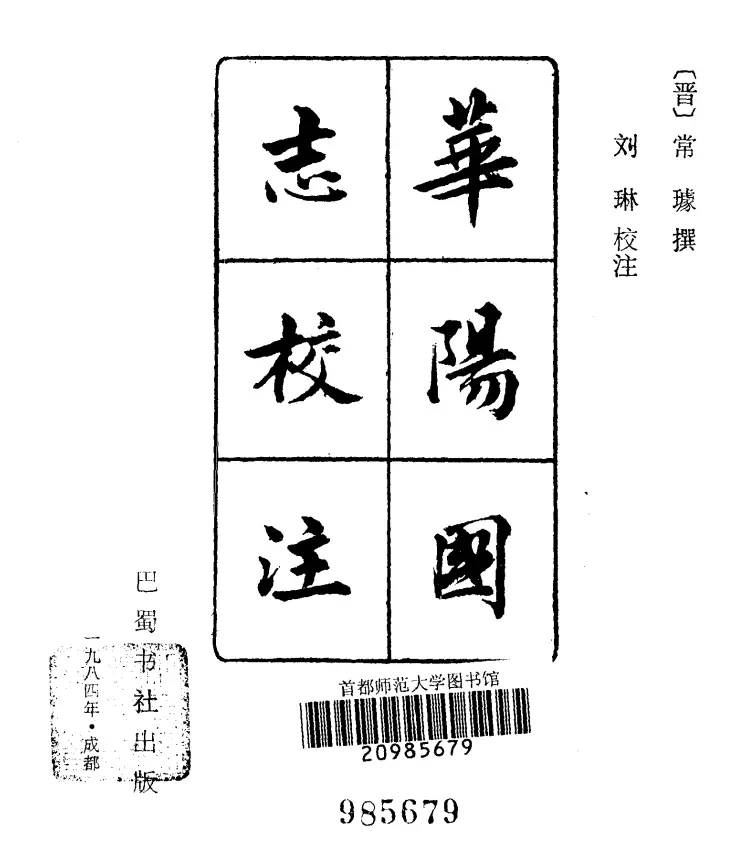 〔晋〕常璩撰
刘琳校注
華陽國
志校注
巴蜀书社出版
一九八四年·成都
首都师范大学图书馆
20985679
985679